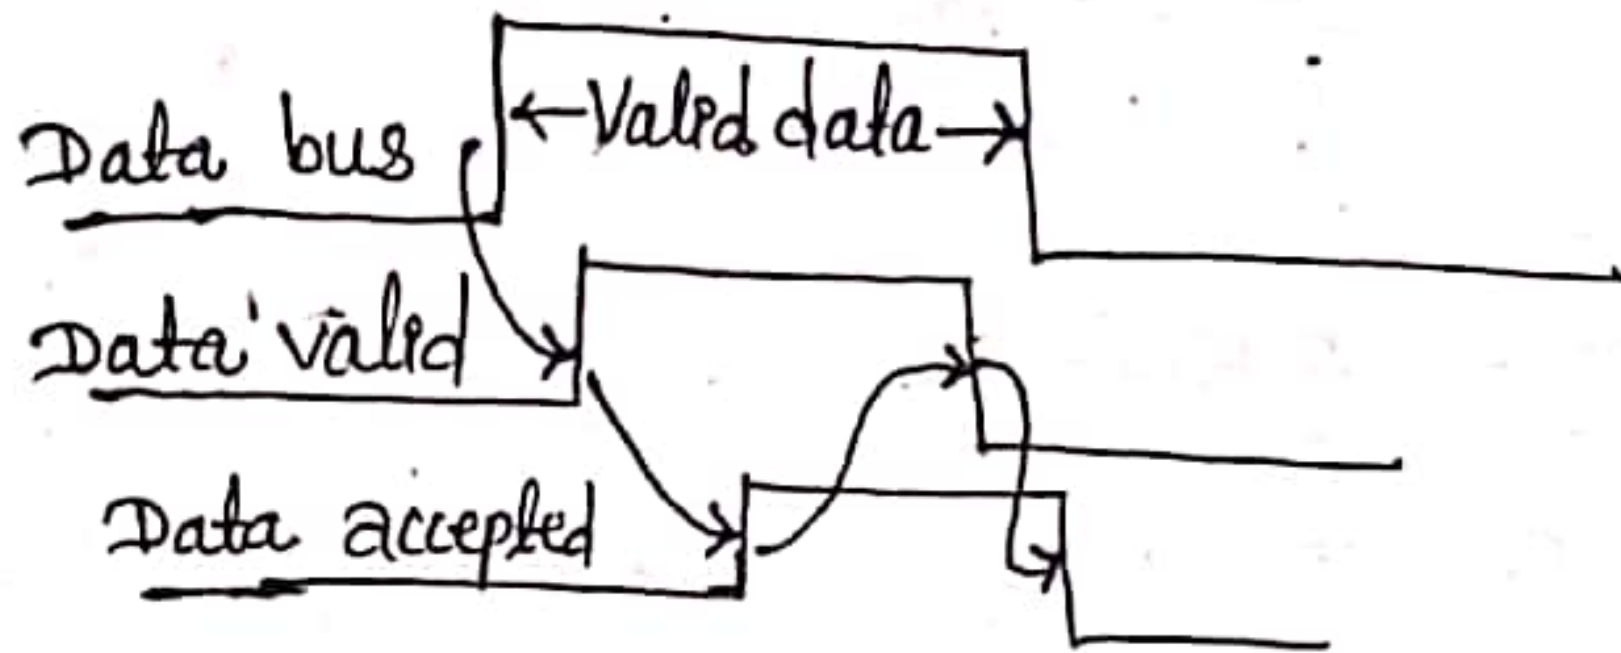 Data bus
←Valid data→
Data valid
Data accepted